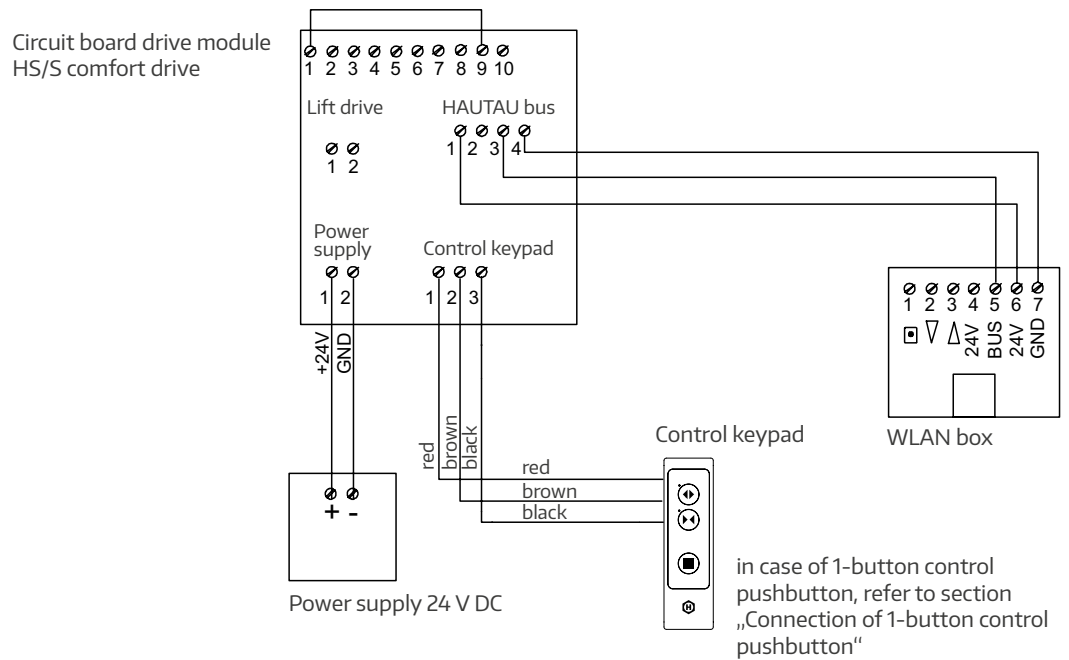 Circuit board drive module
HS/S comfort drive
1 2 3 4 5 6 7 8 9 10
Lift drive
HAUTAU bus
1 2 3 4
1 2
Power
supply
Control keypad
1 2
1 2 3
+24V
GND
red
brown
black
1 2 3 4 5 6 7
24V
BUS
24V
GND
WLAN box
Control keypad
red
brown
black
+ -
Power supply 24 V DC
H
in case of 1-button control
pushbutton, refer to section
„Connection of 1-button control
pushbutton“